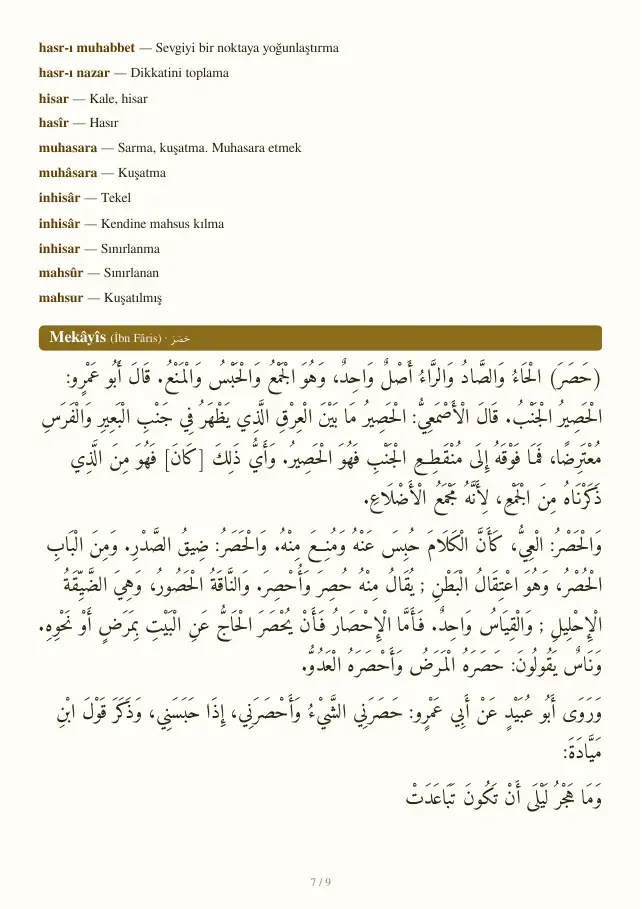 hasr-ı muhabbet — Sevgiyi bir noktaya yoğunlaştırma
hasr-ı nazar — Dikkatini toplama
hisar — Kale, hisar
hasîr — Hasır
muhasara — Sarma, kuşatma. Muhasara etmek
muhâsara — Kuşatma
inhisâr — Tekel
inhisâr — Kendine mahsus kılma
inhisar — Sınırlanma
mahsûr — Sınırlanan
mahsur — Kuşatılmış
Mekâyîs (İbn Fâris) · حَصَرَ
(حَصَرَ) الْحَاءُ وَالصَّادُ وَالرَّاءُ أَصْلٌ وَاحِدٌ، وَهُوَ الْجَمْعُ وَالْحَبْسُ وَالْمَنْعُ. قَالَ أَبُو عَمْرٍو:
الْحَصِيرُ الْجَنْبُ. قَالَ الْأَصْمَعِيُّ: الْحَصِيرُ مَا بَيْنَ الْعِرْقِ الَّذِي يَظْهَرُ فِي جَنْبِ الْبَعِيرِ وَالْفَرَسِ
مُعْتَرِضًا، فَمَا فَوْقَهُ إِلَى مُنْقَطِعِ الْجَنْبِ فَهُوَ الْحَصِيرُ. وَأَيُّ ذَلِكَ [كَانَ] فَهُوَ مِنَ الَّذِي
ذَكَرْنَاهُ مِنَ الْجَمْعِ، لِأَنَّهُ مَجْمَعُ الْأَضْلَاعِ.
وَالْحَصْرُ: الْعِيُّ، كَأَنَّ الْكَلَامَ حُبِسَ عَنْهُ وَمُنِعَ مِنْهُ. وَالْحَصَرُ: ضِيقُ الصَّدْرِ. وَمِنَ الْبَابِ
الْحُصْرُ، وَهُوَ اعْتِقَالُ الْبَطْنِ ; يُقَالُ مِنْهُ حُصِرَ وَأُحْصِرَ. وَالنَّاقَةُ الْحَصُورُ، وَهِيَ الضَّيِّقَةُ
الْإِحْلِيلِ ; وَالْقِيَاسُ وَاحِدٌ. فَأَمَّا الْإِحْصَارُ فَأَنْ يُحْصَرَ الْحَاجُّ عَنِ الْبَيْتِ بِمَرَضٍ أَوْ نَحْوِهِ.
وَنَاسٌ يَقُولُونَ: حَصَرَهُ الْمَرَضُ وَأَحْصَرَهُ الْعَدُوُّ.
وَرَوَى أَبُو عُبَيْدٍ عَنْ أَبِي عَمْرٍو: حَصَرَنِي الشَّيْءُ وَأَحْصَرَنِي، إِذَا حَبَسَنِي، وَذَكَرَ قَوْلَ ابْنِ
مَيَّادَةَ:
وَمَا هَجْرُ لَيْلَى أَنْ تَكُونَ تَبَاعَدَتْ
7 / 9